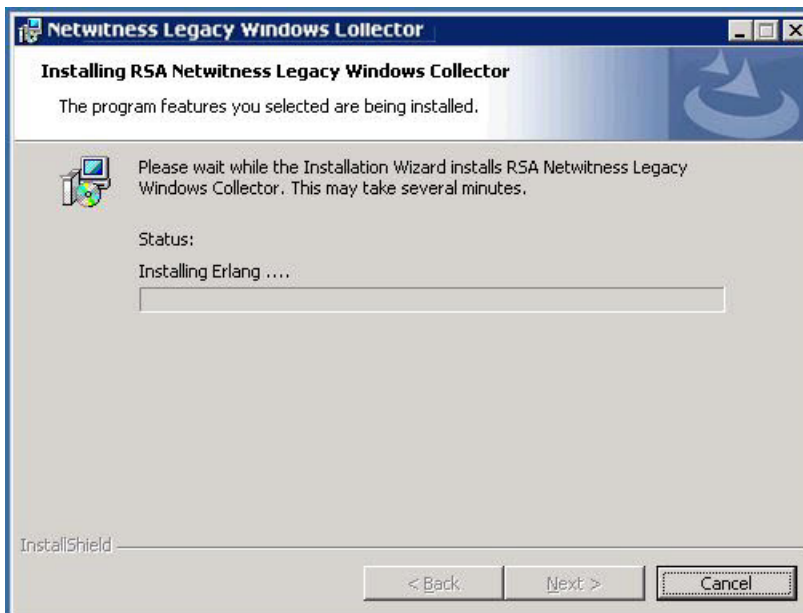 Netwitness Legacy Windows Lollector
Installing RSA Netwitness Legacy Windows Collector
The program features you selected are being installed.
Please wait while the Installation Wizard installs RSA Netwitness Legacy
Windows Collector. This may take several minutes.
Status:
Installing Erlang ....
InstallShield
< Back
Next >
Cancel